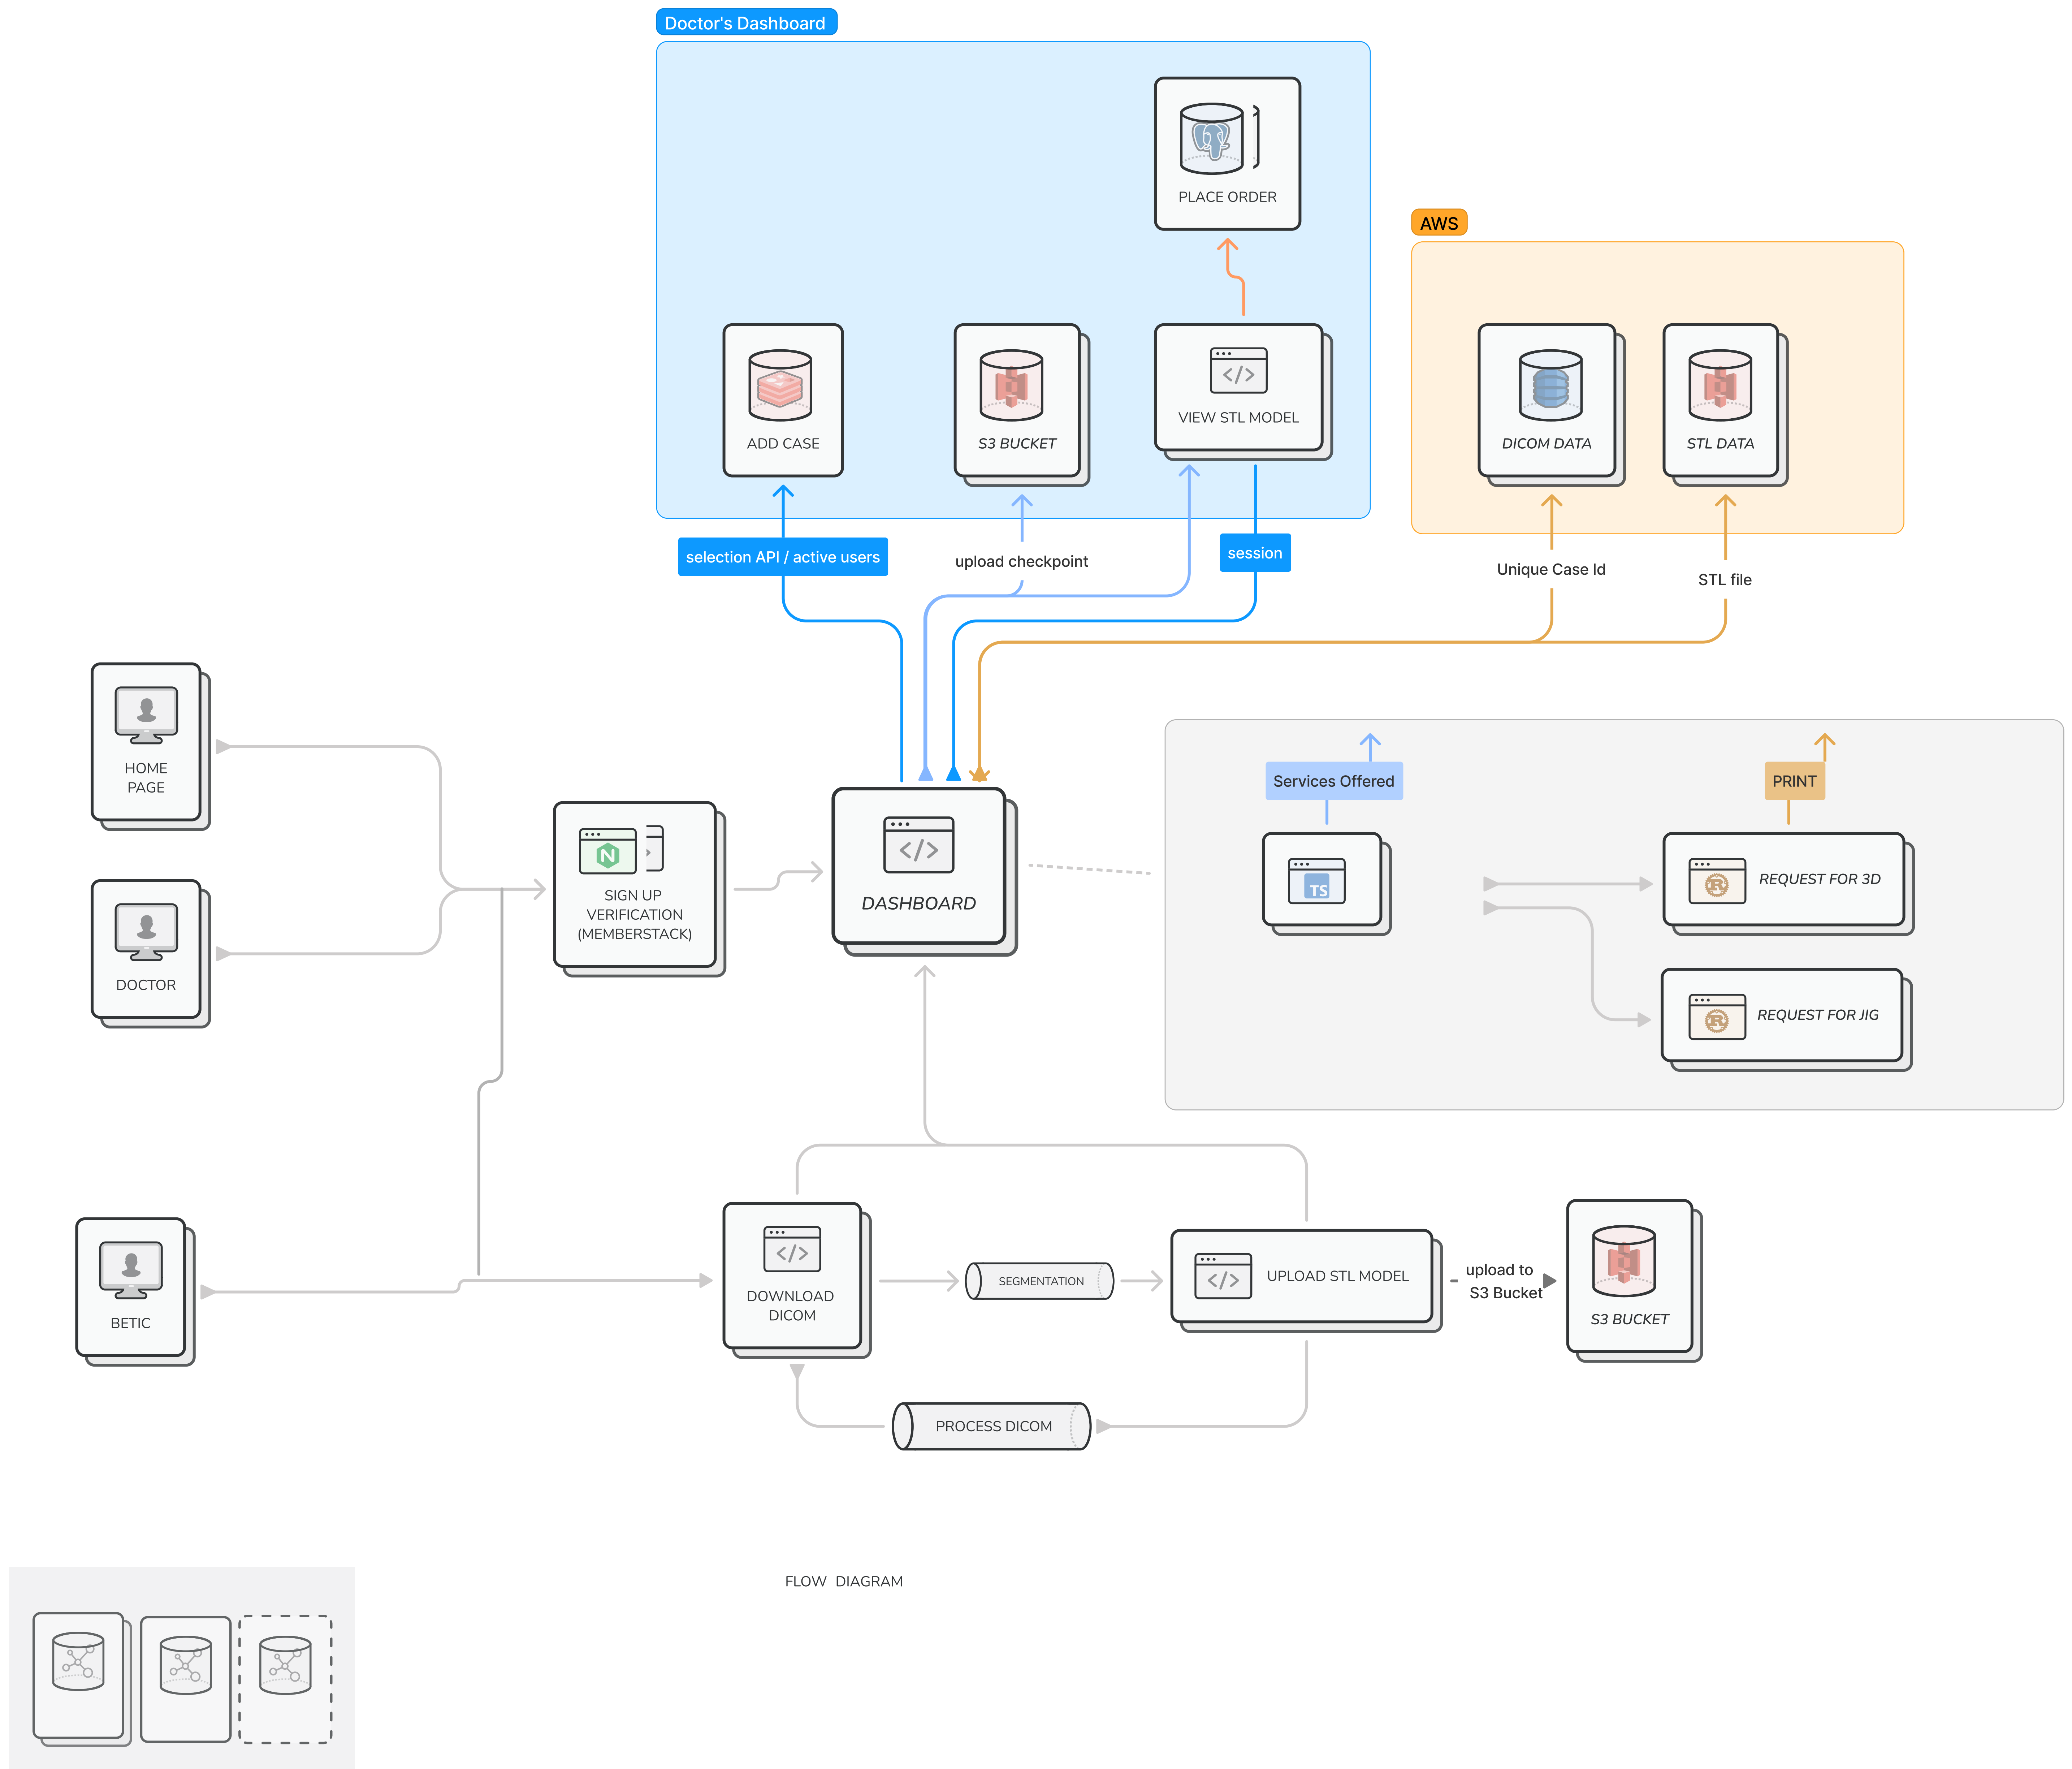 Doctor's Dashboard
PLACE ORDER
AWS
ADD CASE
S3 BUCKET
VIEW STL MODEL
DICOM DATA
STL DATA
selection API / active users
upload checkpoint
session
Unique Case Id
STL file
HOME
PAGE
Services Offered
PRINT
SIGN UP
VERIFICATION
(MEMBERSTACK)
DASHBOARD
TS
REQUEST FOR 3D
DOCTOR
REQUEST FOR JIG
BETIC
DOWNLOAD
DICOM
SEGMENTATION
UPLOAD STL MODEL
upload to
S3 Bucket
S3 BUCKET
PROCESS DICOM
FLOW DIAGRAM